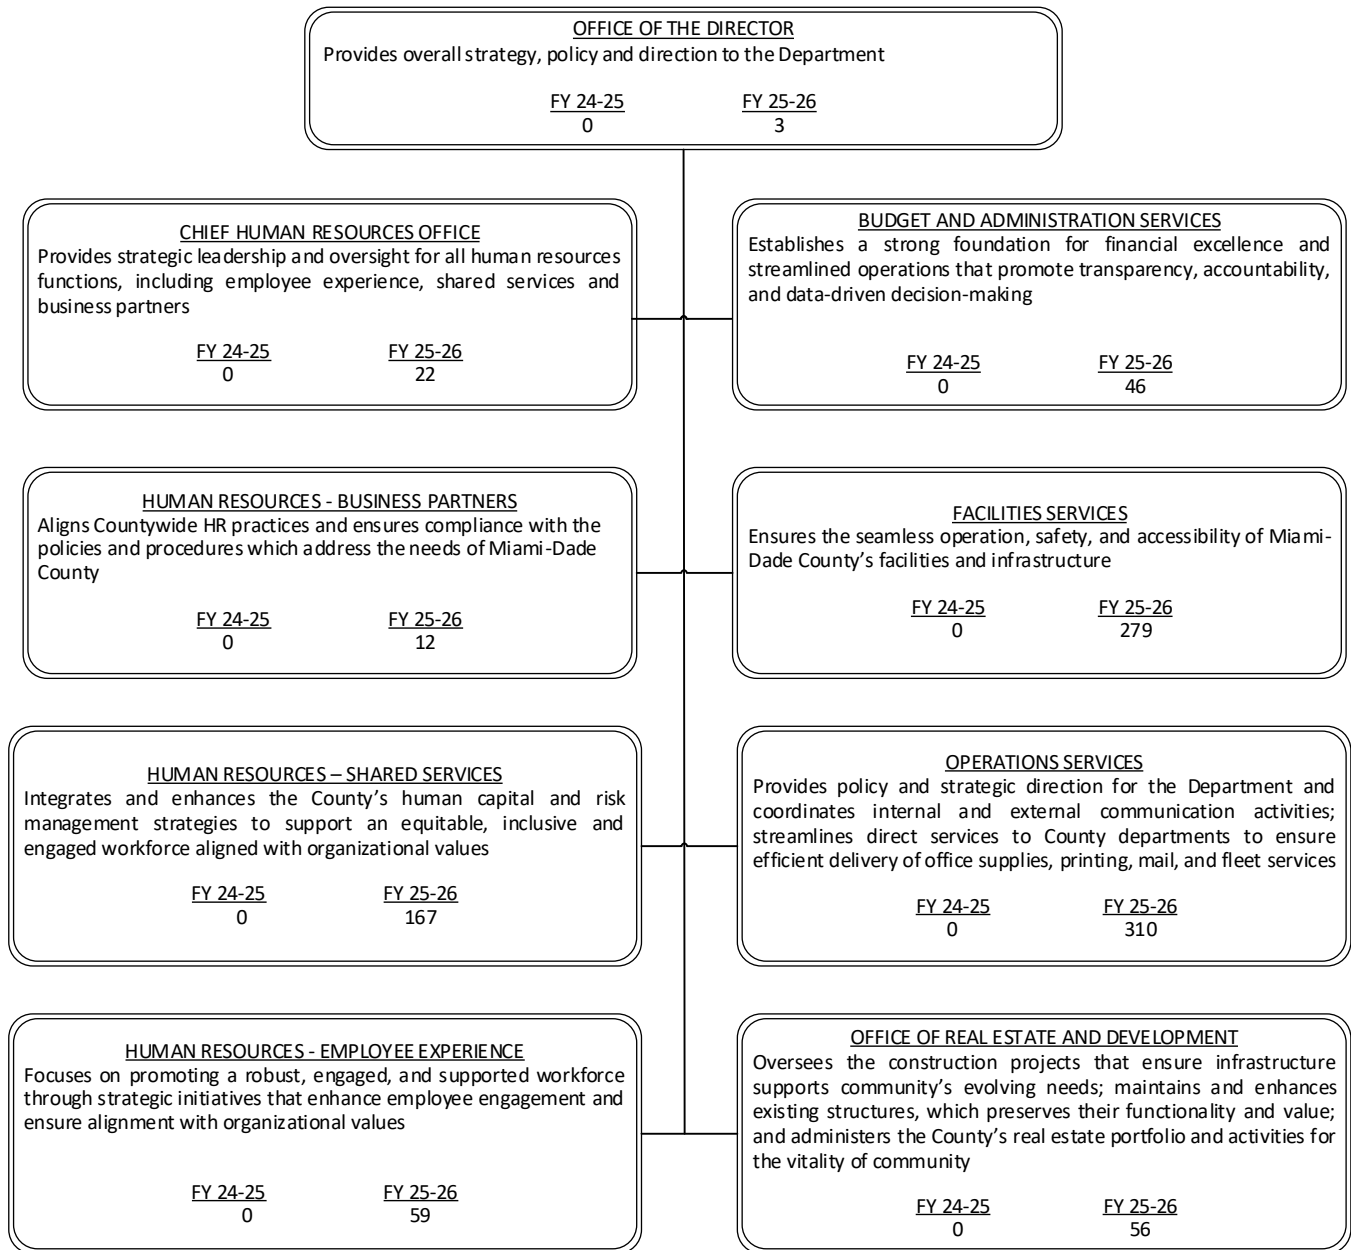 OFFICE OF THE DIRECTOR
Provides overall strategy, policy and direction to the Department
FY 24-25 FY 25-26
0 3
CHIEF HUMAN RESOURCES OFFICE
Provides strategic leadership and oversight for all human resources
functions, including employee experience, shared services and
business partners
FY 24-25 FY 25-26
0 22
BUDGET AND ADMINISTRATION SERVICES
Establishes a strong foundation for financial excellence and
streamlined operations that promote transparency, accountability,
and data-driven decision-making
FY 24-25 FY 25-26
0 46
HUMAN RESOURCES - BUSINESS PARTNERS
Aligns Countywide HR practices and ensures compliance with the
policies and procedures which address the needs of Miami-Dade
County
FY 24-25 FY 25-26
0 12
FACILITIES SERVICES
Ensures the seamless operation, safety, and accessibility of Miami-
Dade County's facilities and infrastructure
FY 24-25 FY 25-26
0 279
HUMAN RESOURCES – SHARED SERVICES
Integrates and enhances the County's human capital and risk
management strategies to support an equitable, inclusive and
engaged workforce aligned with organizational values
FY 24-25 FY 25-26
0 167
OPERATIONS SERVICES
Provides policy and strategic direction for the Department and
coordinates internal and external communication activities;
streamlines direct services to County departments to ensure
efficient delivery of office supplies, printing, mail, and fleet services
FY 24-25 FY 25-26
0 310
HUMAN RESOURCES - EMPLOYEE EXPERIENCE
Focuses on promoting a robust, engaged, and supported workforce
through strategic initiatives that enhance employee engagement and
ensure alignment with organizational values
FY 24-25 FY 25-26
0 59
OFFICE OF REAL ESTATE AND DEVELOPMENT
Oversees the construction projects that ensure infrastructure
supports community's evolving needs; maintains and enhances
existing structures, which preserves their functionality and value;
and administers the County's real estate portfolio and activities for
the vitality of community
FY 24-25 FY 25-26
0 56